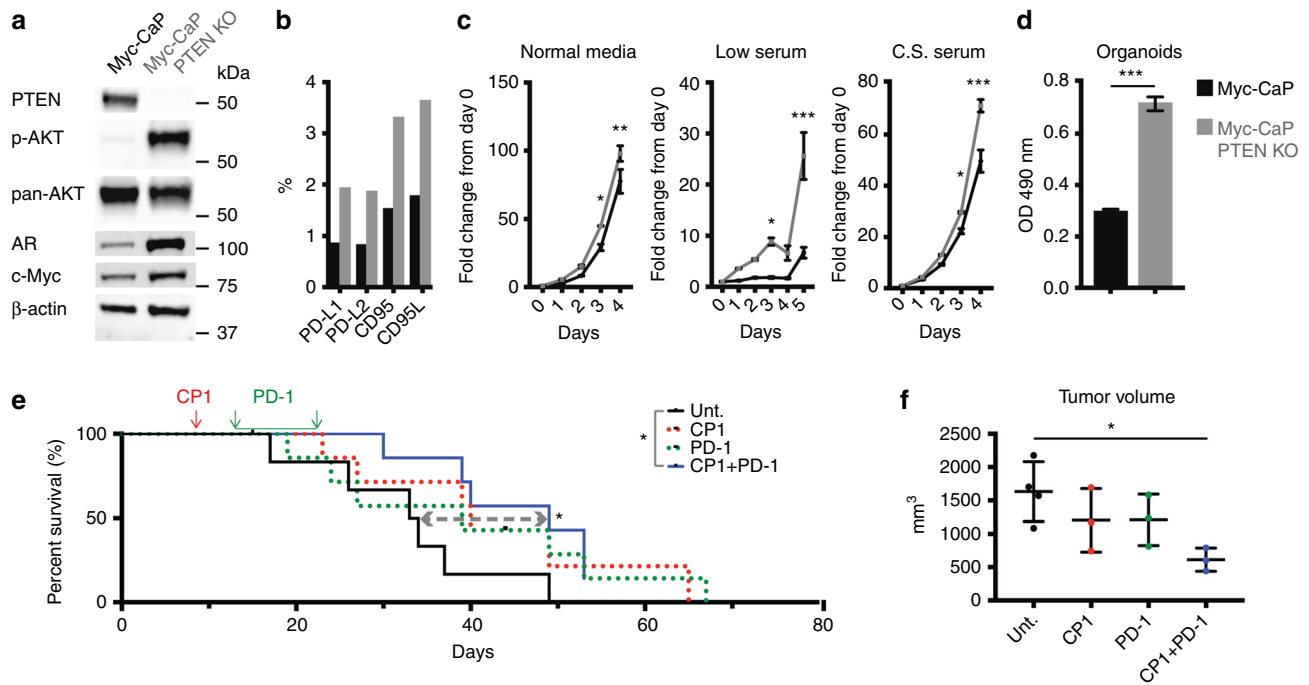 a
Myc-CaP
Myc-CaP
PTEN KO
kDa
PTEN
50
p-AKT
50
pan-AKT
50
AR
100
c-Myc
75
β-actin
37
b
4
3
2
1
0
%
PD-L1
PD-L2
CD95
CD95L
c
Normal media
Fold change from day 0
150
100
50
0
*
**
0 1 2 3 4
Days
Low serum
Fold change from day 0
40
30
20
10
0
*
***
0 1 2 3 4 5
Days
C.S. serum
Fold change from day 0
80
60
40
20
0
*
***
0 1 2 3 4
Days
d
Organoids
OD 490 nm
0.8
0.6
0.4
0.2
0.0
***
Myc-CaP
Myc-CaP
PTEN KO
e
CP1
PD-1
Percent survival (%)
100
50
0
*
0 20 40 60 80
Days
*
Unt.
CP1
PD-1
CP1+PD-1
f
Tumor volume
mm³
2500
2000
1500
1000
500
0
*
Unt.
CP1
PD-1
CP1+PD-1